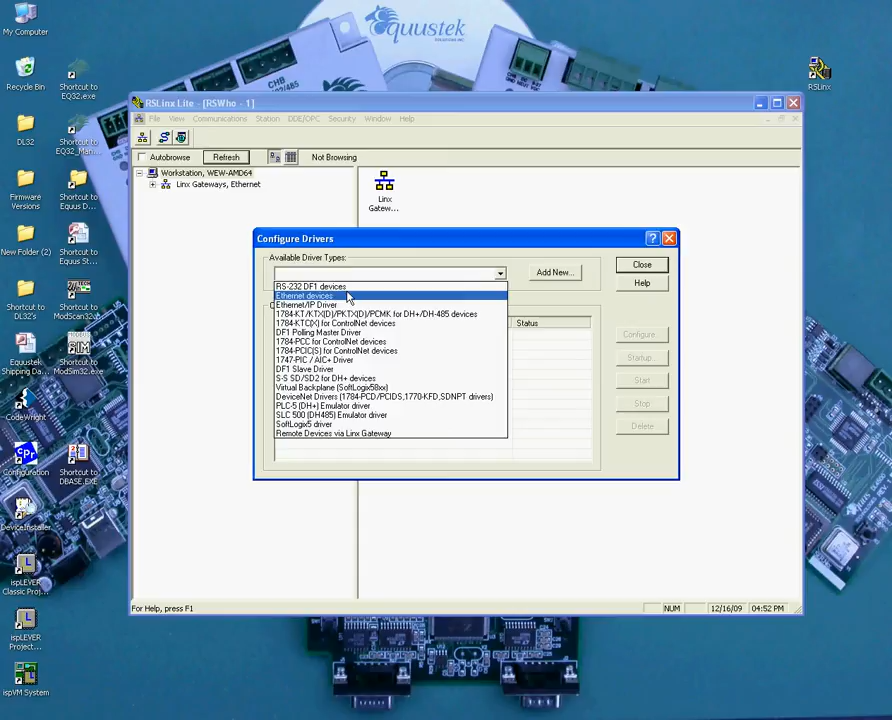 My Computer
Recycle Bin
Shortcut to
EQ32.exe
DL32
Shortcut to
EQ32_Man...
Firmware
Versions
Shortcut to
Equus D...
New Folder (2)
Shortcut to
Equus St...
Shortcut to
DL32's
Shortcut to
ModScan32...
Equustek
Shipping Da...
Shortcut to
ModSim32.exe
CodeWright
Configuration
Shortcut to
DBASE.EXE
DeviceInstaller
ispLEVER
Classic Proj...
ispLEVER
Project...
ispVM System
RSLinx
Equustek
SOLUTIONS INC.
CHB
RSLinx Lite - [RSWho - 1]
File View Communications Station DDE/OPC Security Window Help
Autobrowse Refresh Not Browsing
Workstation, WEW-AMD64
Linx Gateways, Ethernet
Linx
Gatew...
Configure Drivers
Available Driver Types:
Add New...
Close
Help
RS-232 DF1 devices
Ethernet devices
Ethernet/IP Driver
1784-KT/KTX(D)/PKTX(D)/PCMK for DH+/DH-485 devices
1784-KTC(X) for ControlNet devices
DF1 Polling Master Driver
1784-PCC for ControlNet devices
1784-PCIC(S) for ControlNet devices
1747-PIC / AIC+ Driver
DF1 Slave Driver
S-S SD/SD2 for DH+ devices
Virtual Backplane (SoftLogix58xx)
DeviceNet Drivers (1784-PCD/PCIDS,1770-KFD,SDNPT drivers)
PLC-5 (DH+) Emulator driver
SLC 500 (DH485) Emulator driver
SoftLogix5 driver
Remote Devices via Linx Gateway
Status
Configure...
Startup...
Start
Stop
Delete
For Help, press F1
NUM
12/16/09
04:52 PM